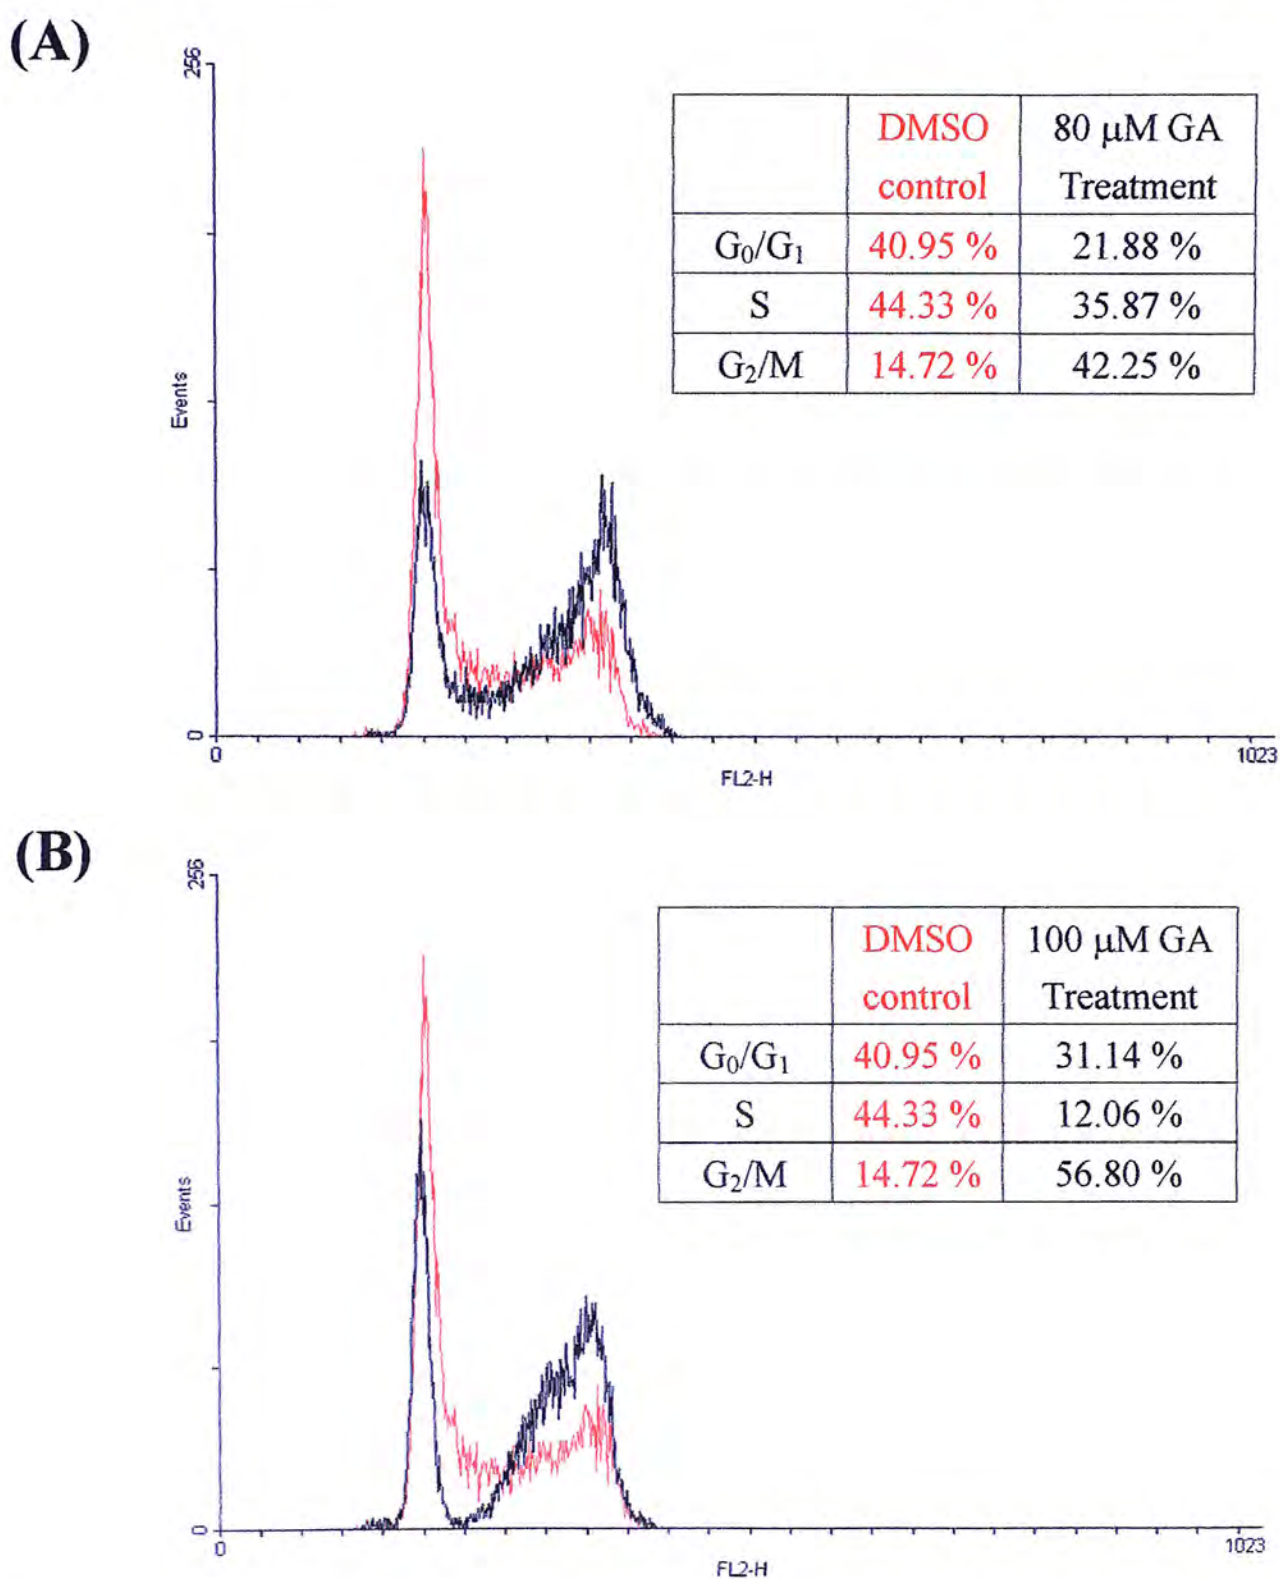 (A)
256
Events
0
0
1023
FL2-H
DMSO control 80 μM GA Treatment
G₀/G₁ 40.95 % 21.88 %
S 44.33 % 35.87 %
G₂/M 14.72 % 42.25 %
(B)
256
Events
0
0
1023
FL2-H
DMSO control 100 μM GA Treatment
G₀/G₁ 40.95 % 31.14 %
S 44.33 % 12.06 %
G₂/M 14.72 % 56.80 %